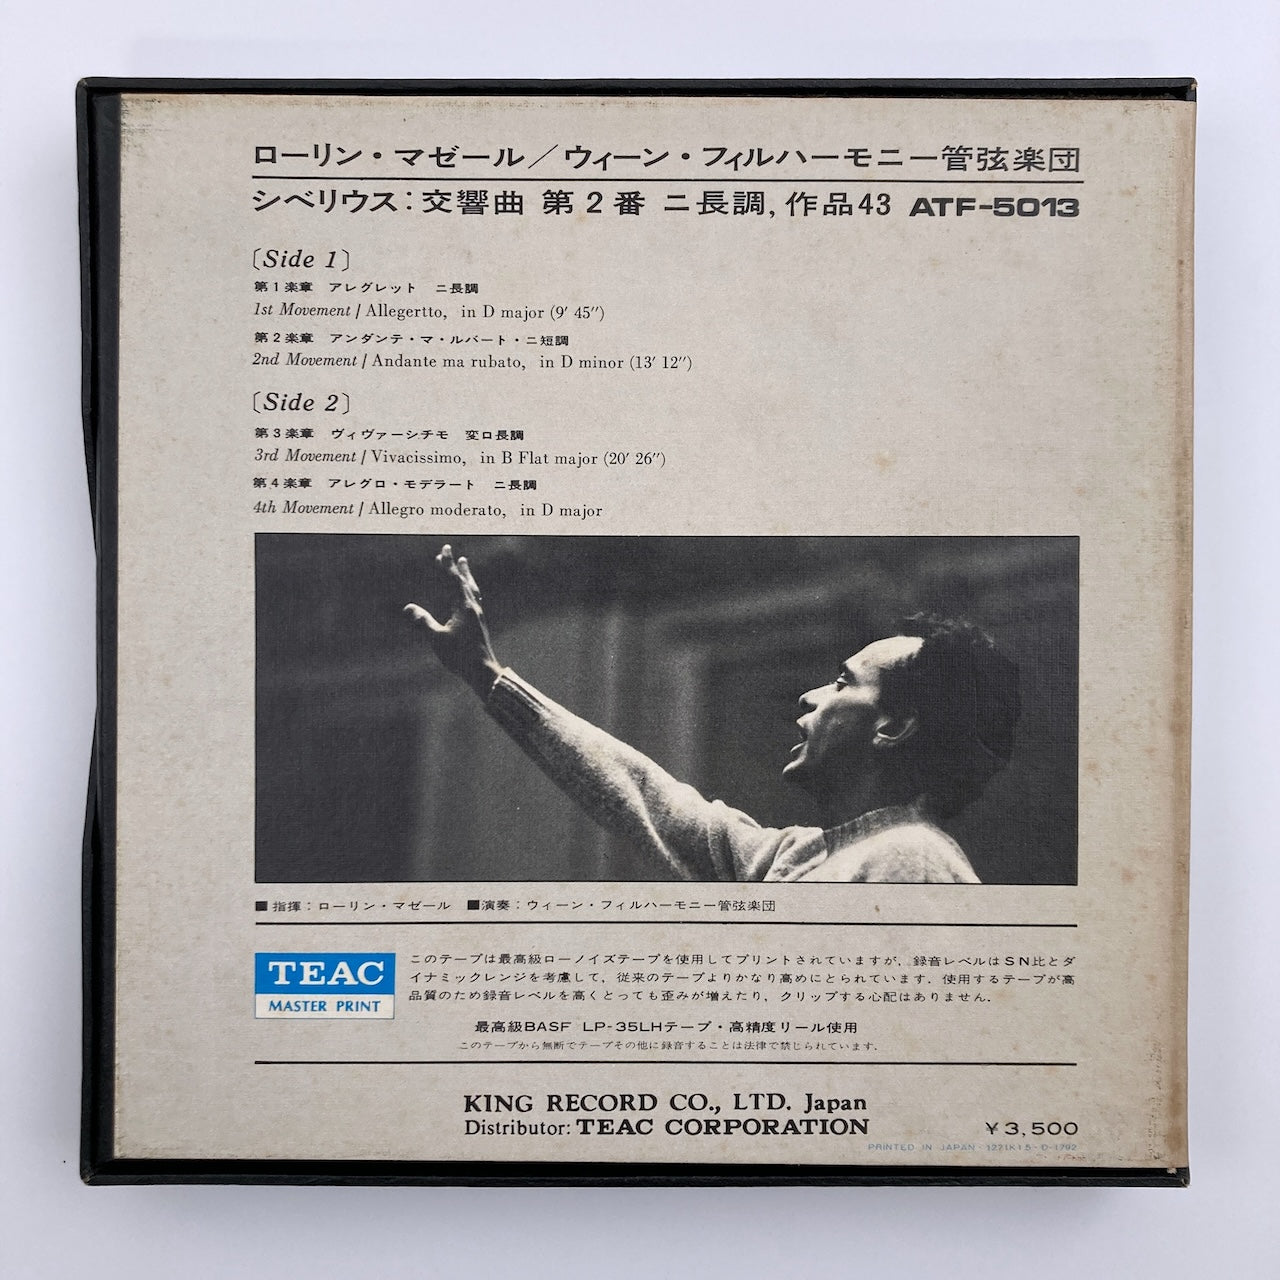 ローリン・マゼール／ウィーン・フィルハーモニー管弦楽団
シベリウス：交響曲 第2番 ニ長調，作品43 ATF-5013
〔Side 1〕
第1楽章 アレグレット ニ長調
1st Movement / Allegertto, in D major (9′ 45″)
第2楽章 アンダンテ・マ・ルバート・ニ短調
2nd Movement / Andante ma rubato, in D minor (13′ 12″)
〔Side 2〕
第3楽章 ヴィヴァーシチモ 変ロ長調
3rd Movement / Vivacissimo, in B Flat major (20′ 26″)
第4楽章 アレグロ・モデラート ニ長調
4th Movement / Allegro moderato, in D major
■指揮：ローリン・マゼール ■演奏：ウィーン・フィルハーモニー管弦楽団
TEAC
MASTER PRINT
このテープは最高級ローノイズテープを使用してプリントされていますが，録音レベルはSN比とダ
イナミックレンジを考慮して，従来のテープよりかなり高めにとられています．使用するテープが高
品質のため録音レベルを高くとっても歪みが増えたり，クリップする心配はありません．
最高級BASF LP-35LHテープ・高精度リール使用
このテープから無断でテープその他に録音することは法律で禁じられています．
KING RECORD CO., LTD. Japan
Distributor: TEAC CORPORATION
¥3,500
PRINTED IN JAPAN・1271K1.5・D-1792